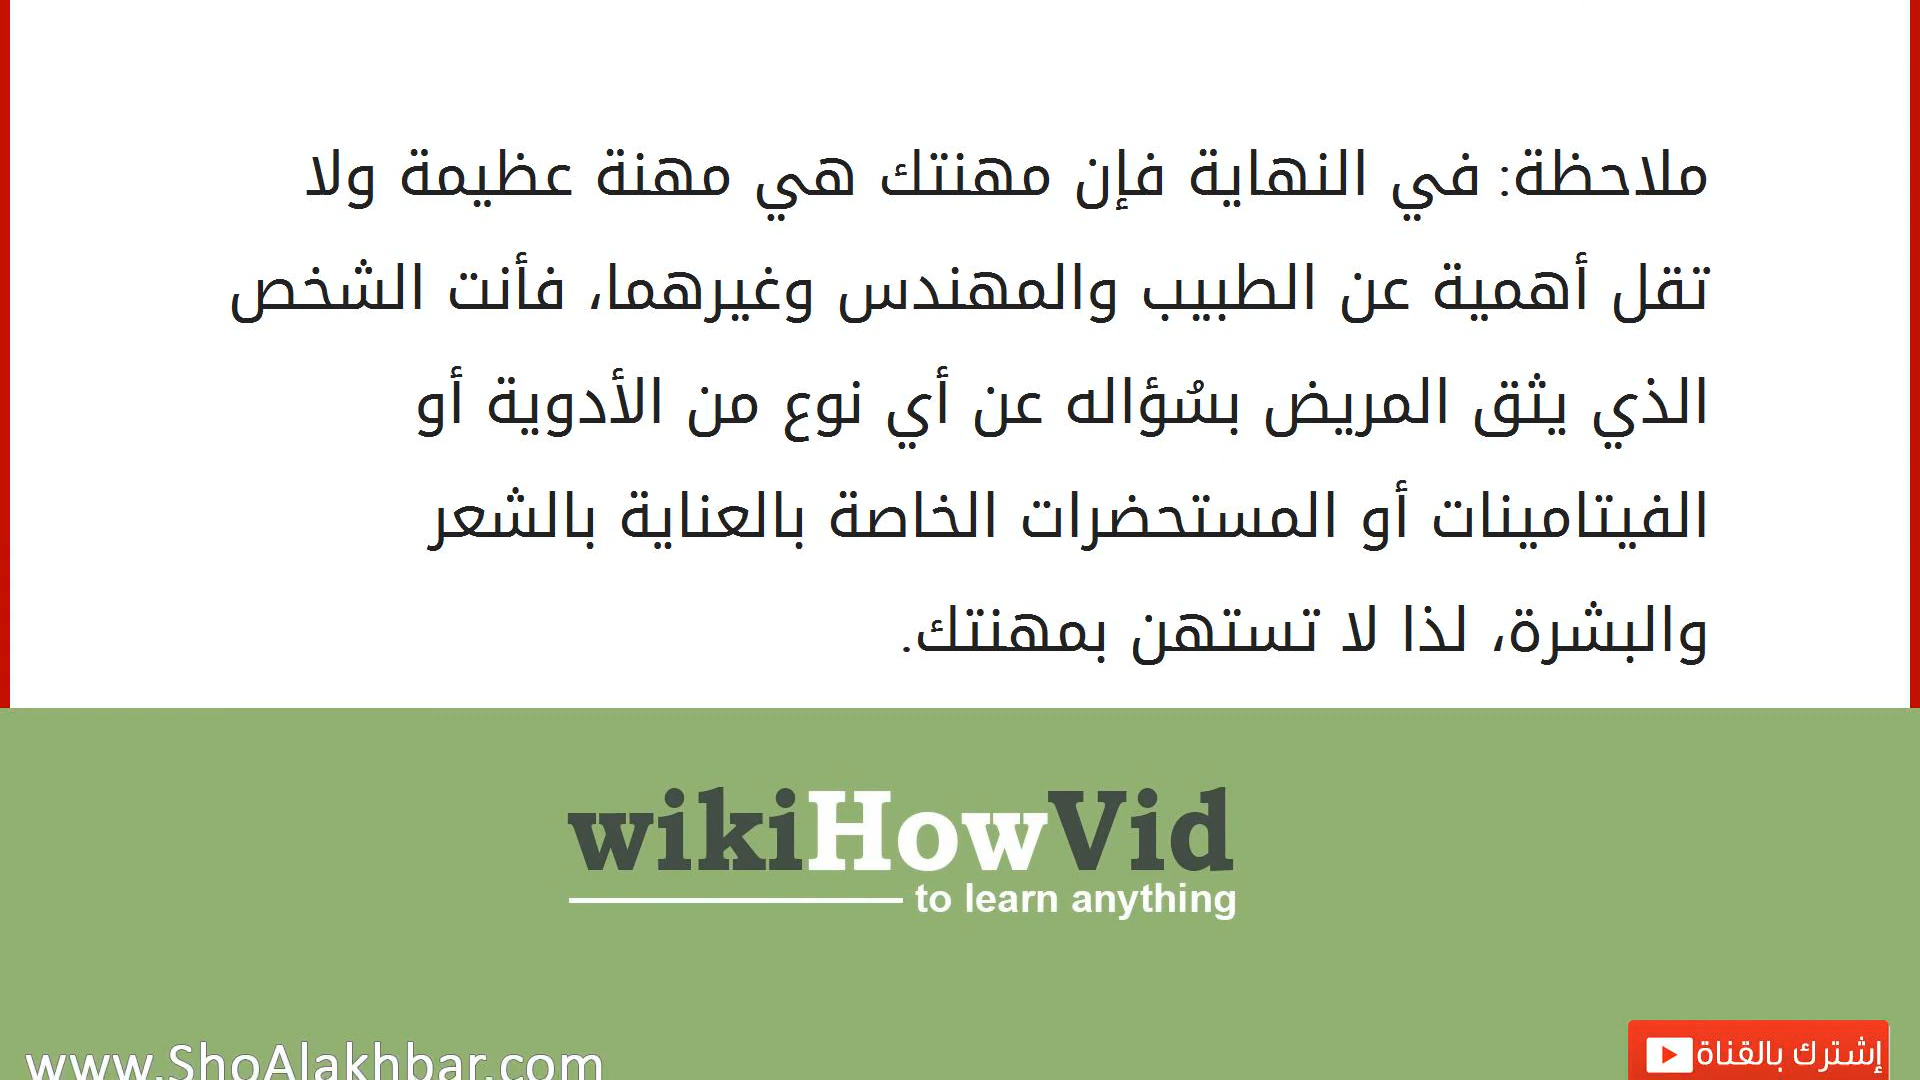 ملاحظة: في النهاية فإن مهنتك هي مهنة عظيمة ولا
تقل أهمية عن الطبيب والمهندس وغيرهما، فأنت الشخص
الذي يثق المريض بسُؤاله عن أي نوع من الأدوية أو
الفيتامينات أو المستحضرات الخاصة بالعناية بالشعر
والبشرة، لذا لا تستهن بمهنتك.
wikiHowVid
to learn anything
www.ShoAlakhbar.com
إشترك بالقناة